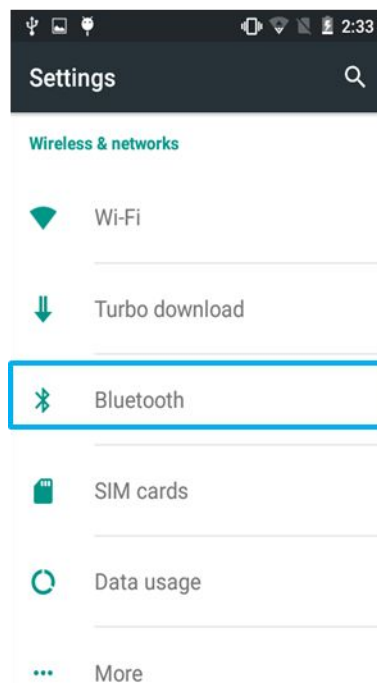 2:33
Settings
Wireless & networks
Wi-Fi
Turbo download
Bluetooth
SIM cards
Data usage
More